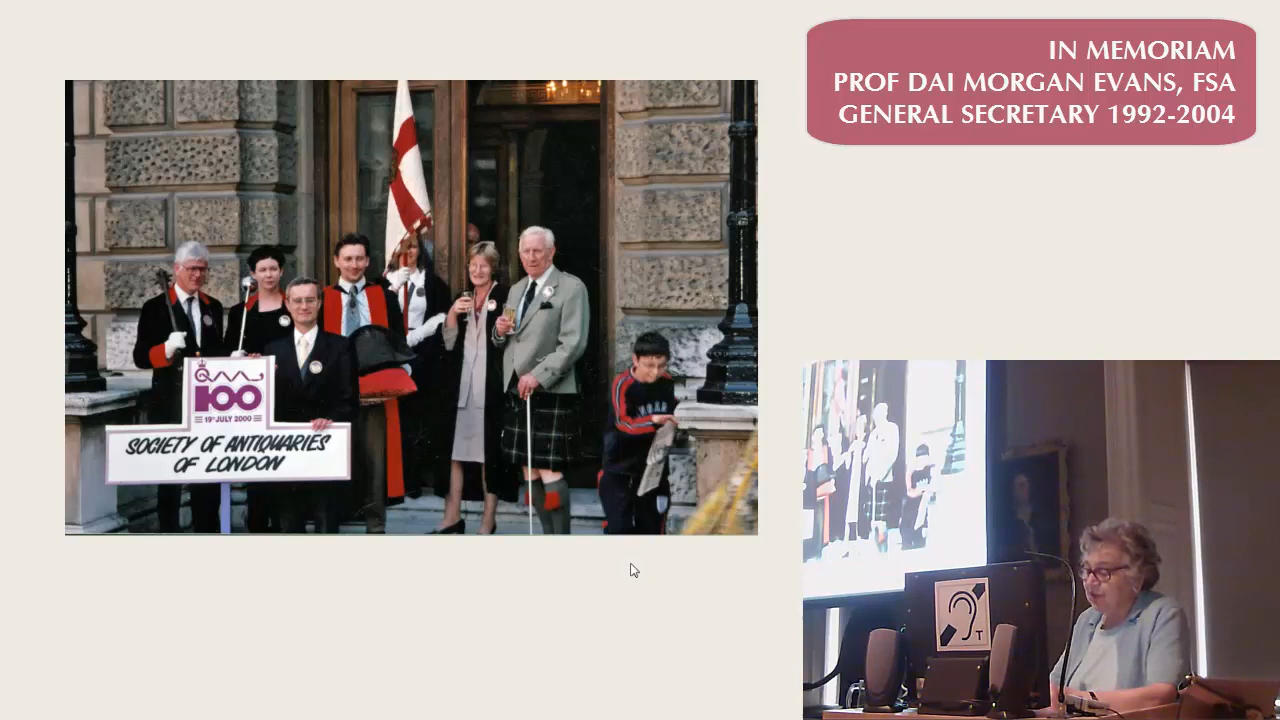 IN MEMORIAM
PROF DAI MORGAN EVANS, FSA
GENERAL SECRETARY 1992-2004
100
19TH JULY 2000
SOCIETY OF ANTIQUARIES
OF LONDON
T